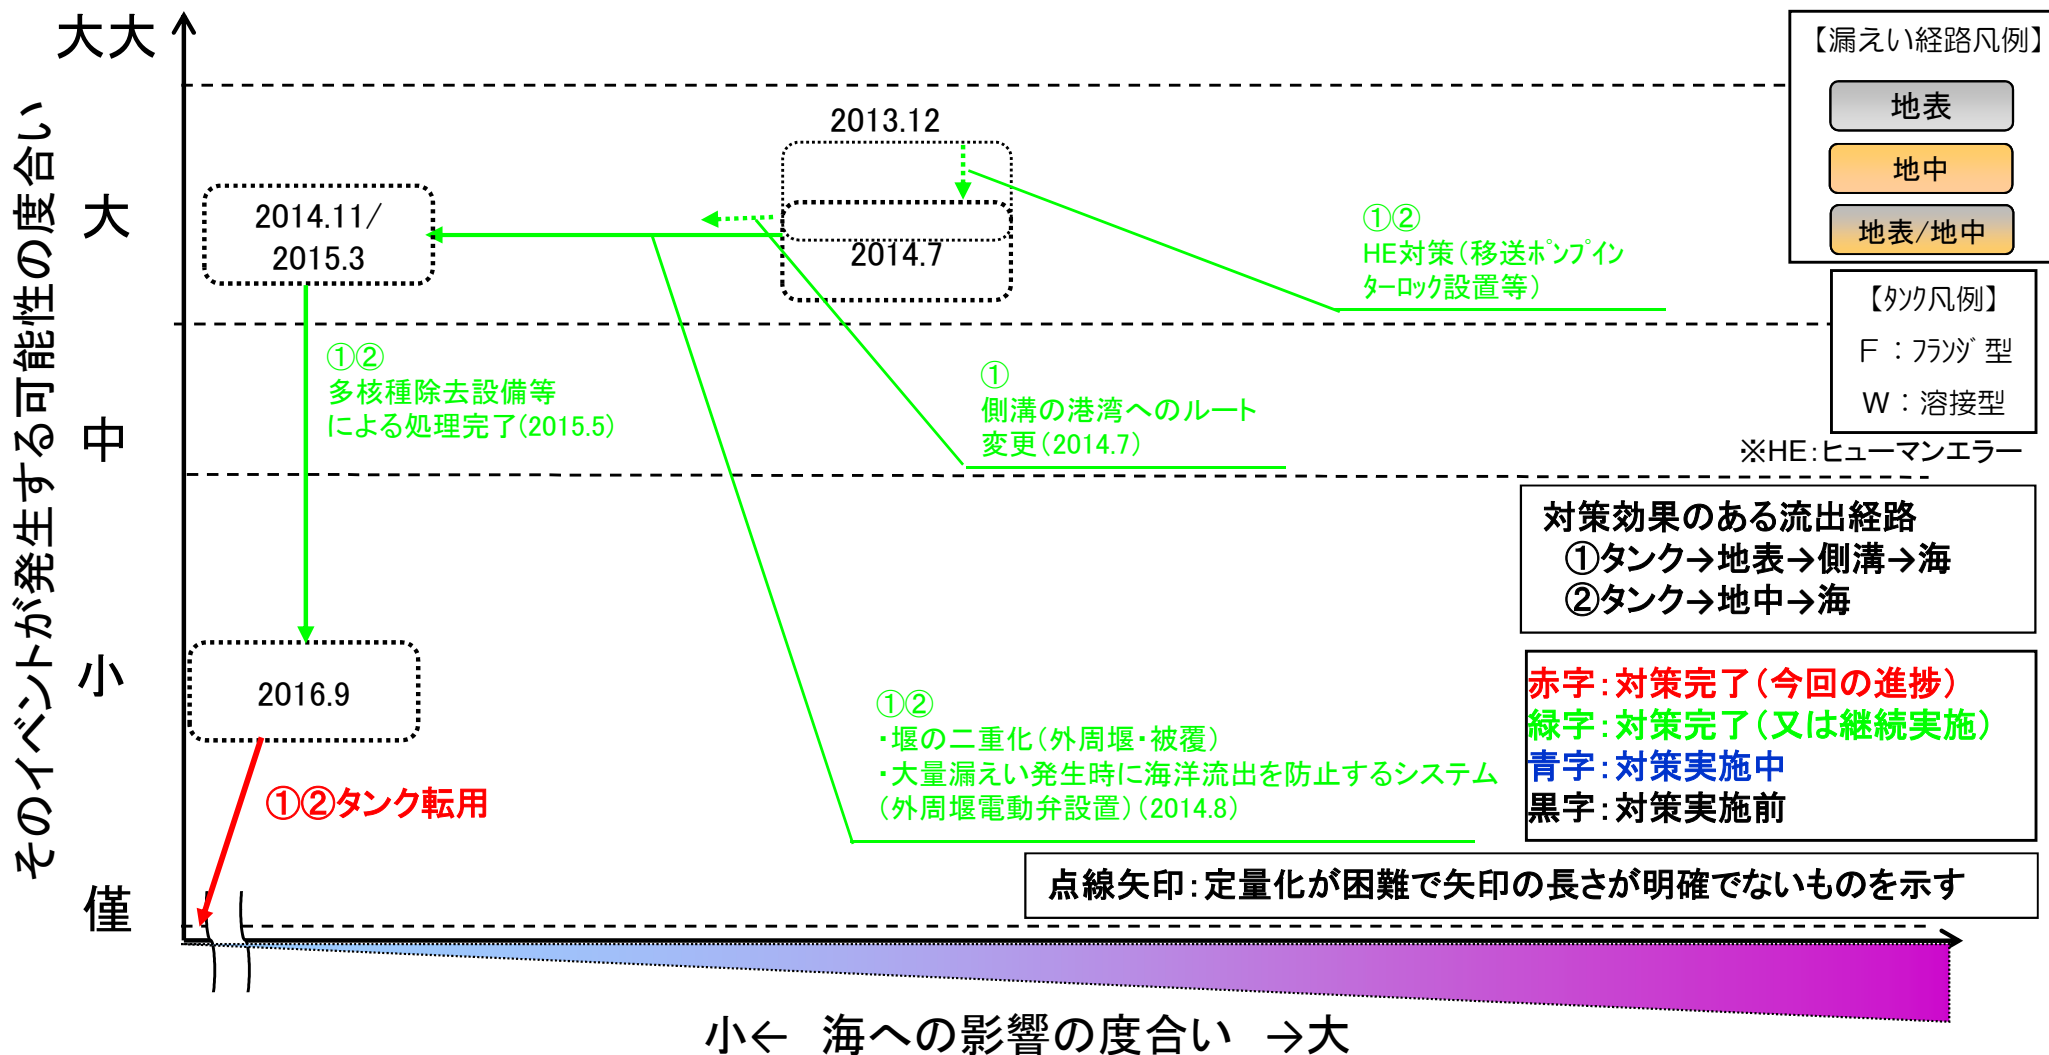 そのイベントが発生する可能性の度合い
大大
大
中
小
僅
2013.12
2014.7
2014.11/
2015.3
2016.9
①②
HE対策(移送ﾎﾟﾝﾌﾟｲﾝ
ﾀｰﾛｯｸ設置等)
①②
多核種除去設備等
による処理完了(2015.5)
①
側溝の港湾へのルート
変更(2014.7)
①②
・堰の二重化(外周堰・被覆)
・大量漏えい発生時に海洋流出を防止するシステム
(外周堰電動弁設置)(2014.8)
①②タンク転用
【漏えい経路凡例】
地表
地中
地表/地中
【ﾀﾝｸ凡例】
F:ﾌﾗﾝｼﾞ型
W:溶接型
※HE:ヒューマンエラー
対策効果のある流出経路
①タンク→地表→側溝→海
②タンク→地中→海
赤字:対策完了(今回の進捗)
緑字:対策完了(又は継続実施)
青字:対策実施中
黒字:対策実施前
点線矢印:定量化が困難で矢印の長さが明確でないものを示す
小← 海への影響の度合い →大